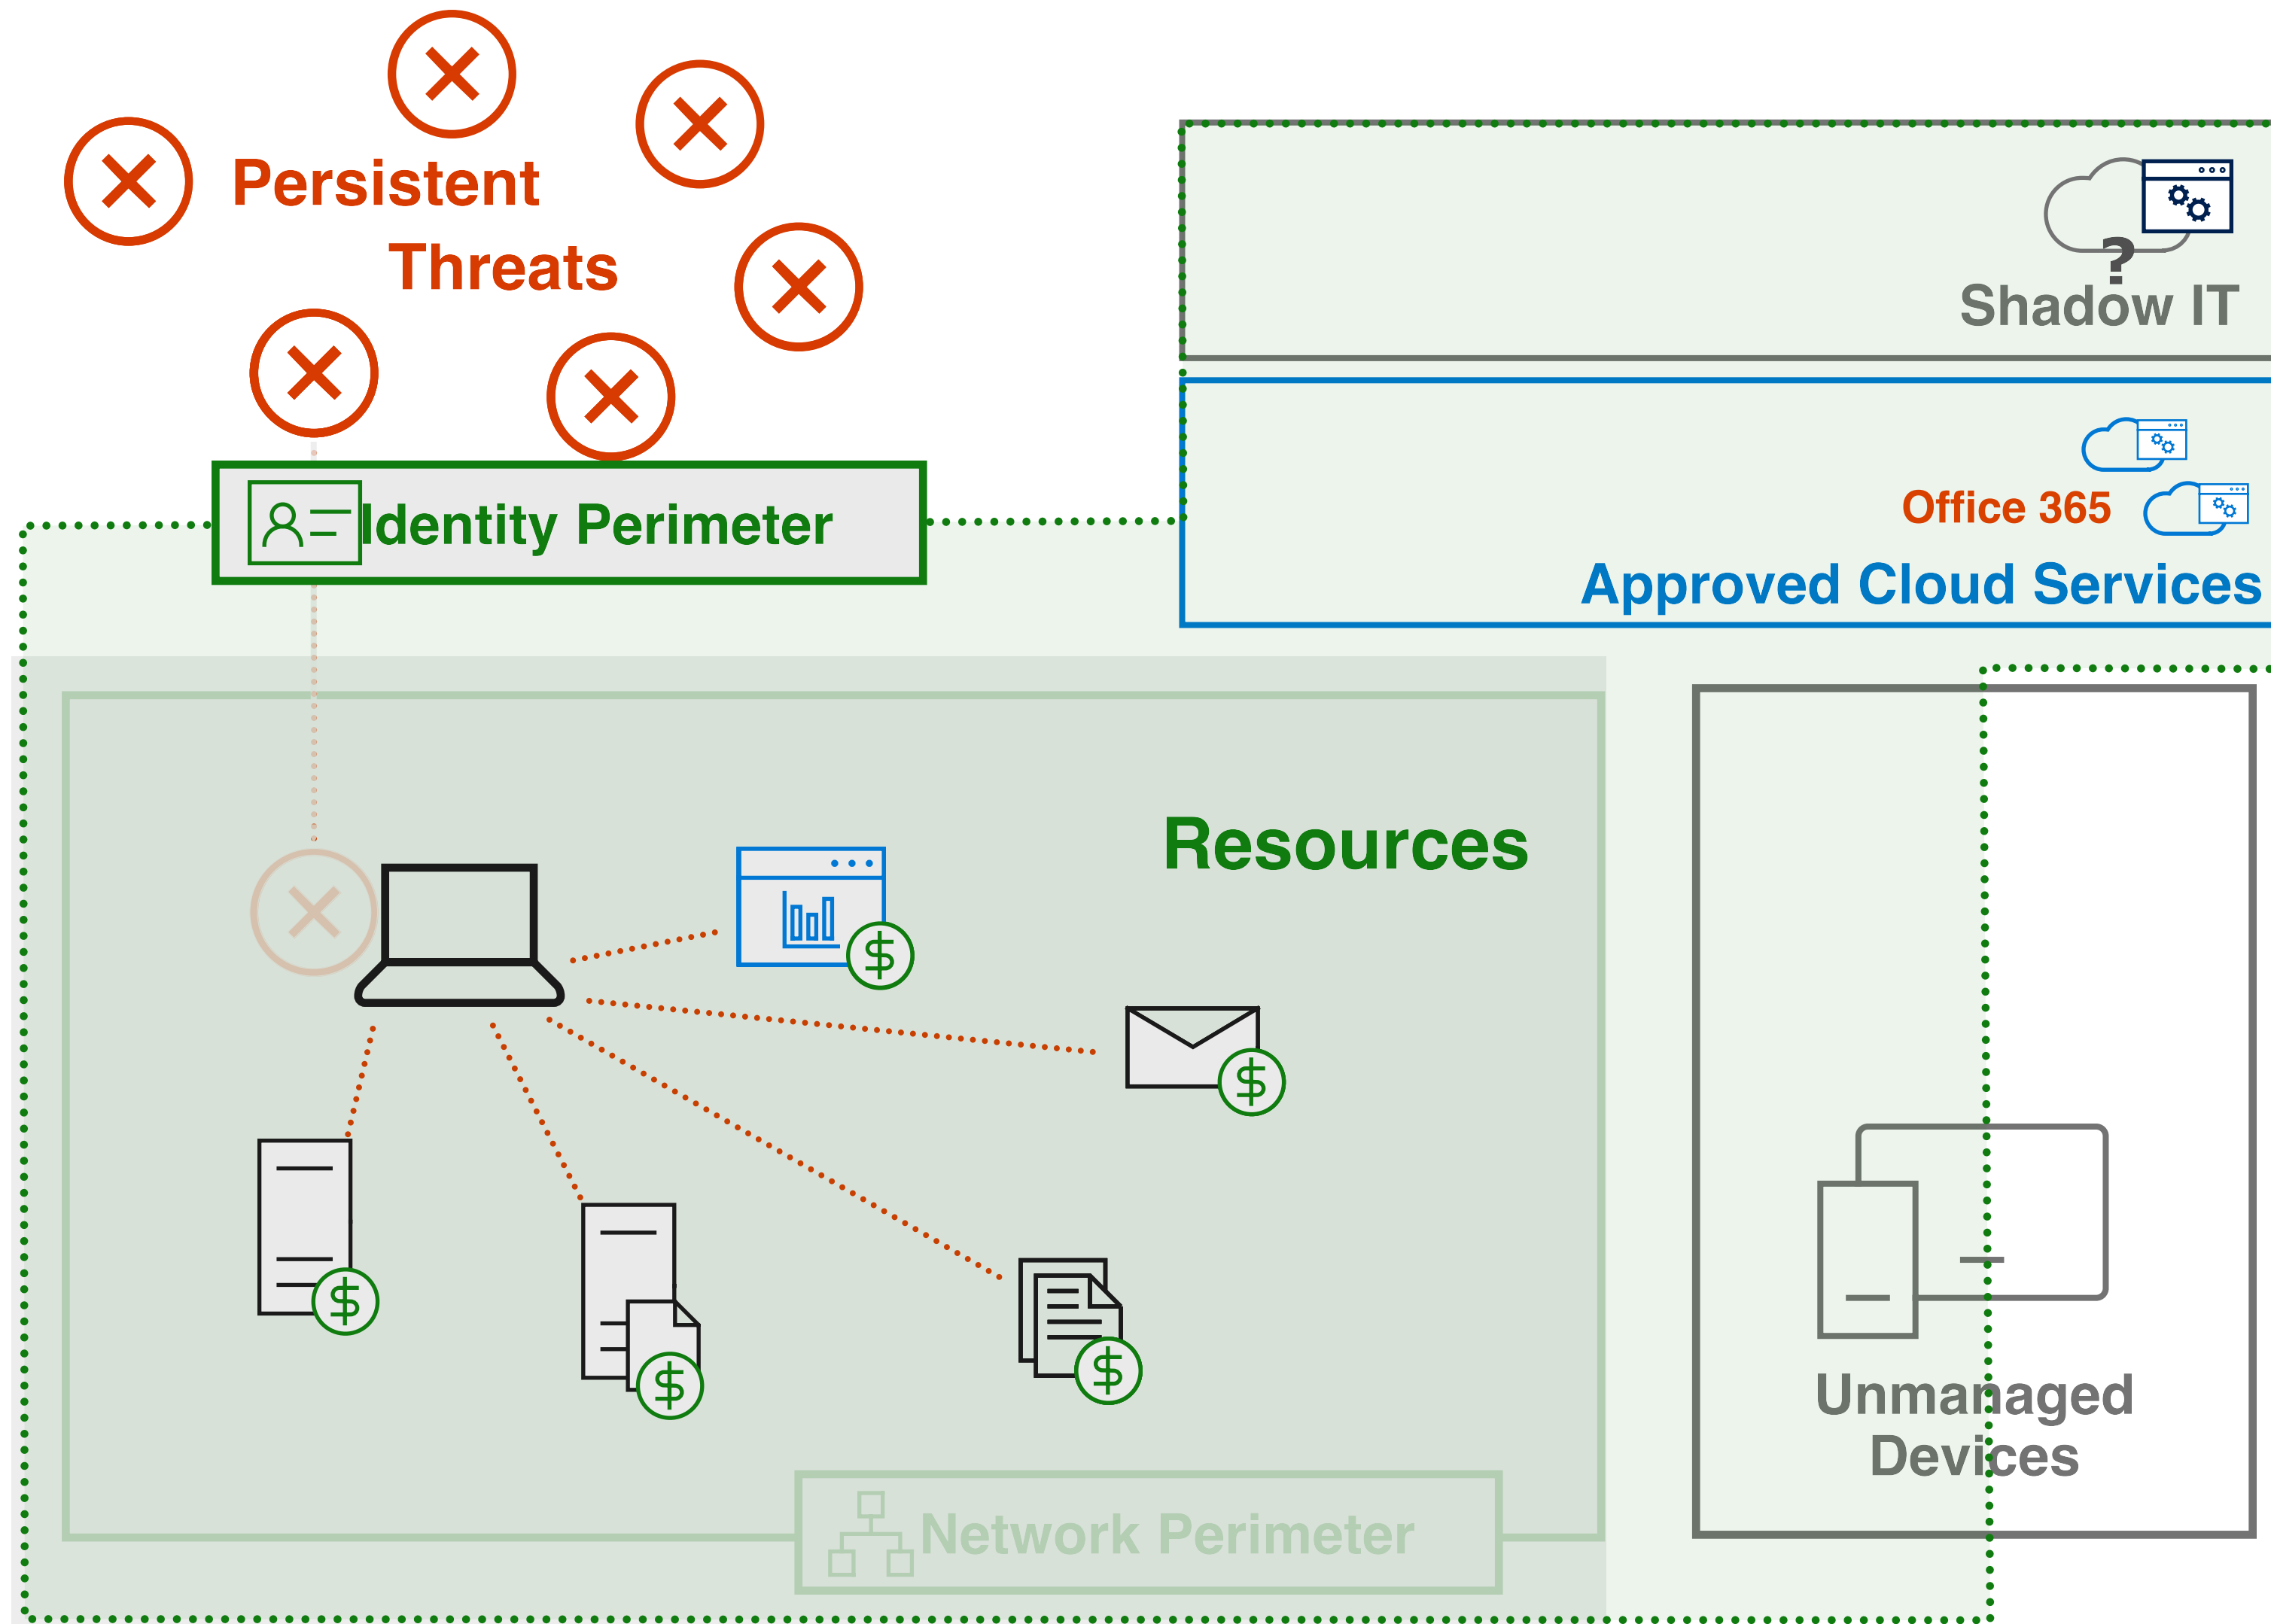 Persistent
Threats
?
Shadow IT
Office 365
Approved Cloud Services
Identity Perimeter
Resources
$
$
$
$
$
Unmanaged
Devices
Network Perimeter